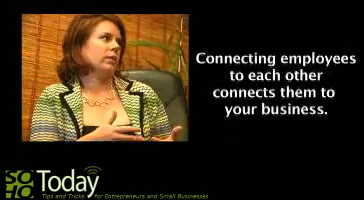 Connecting employees
to each other
connects them to
your business.
SOHO Today
Tips and Tricks for Entrepreneurs and Small Businesses